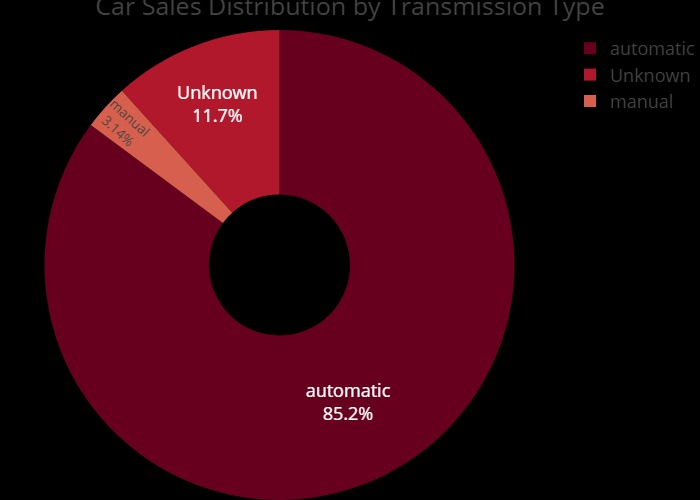 Car Sales Distribution by Transmission Type
automatic
Unknown
manual
Unknown
11.7%
manual
3.14%
automatic
85.2%